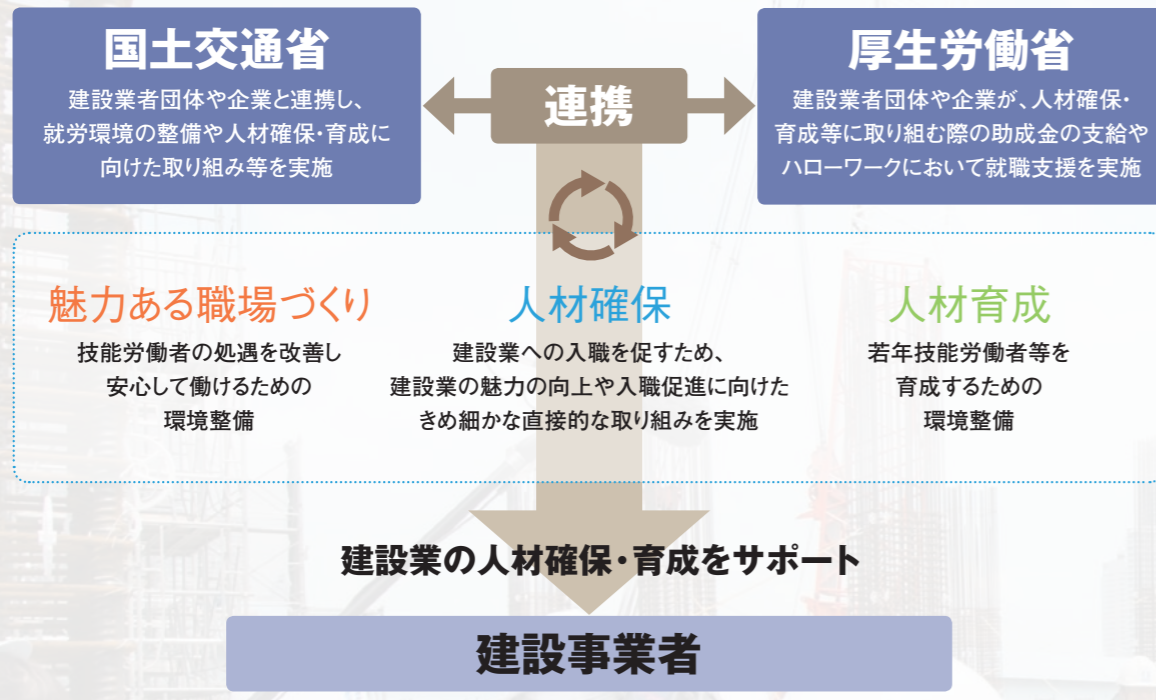 国土交通省
建設業者団体や企業と連携し、
就労環境の整備や人材確保・育成に
向けた取り組み等を実施
連携
厚生労働省
建設業者団体や企業が、人材確保・
育成等に取り組む際の助成金の支給や
ハローワークにおいて就職支援を実施
魅力ある職場づくり
技能労働者の処遇を改善し
安心して働けるための
環境整備
人材確保
建設業への入職を促すため、
建設業の魅力の向上や入職促進に向けた
きめ細かな直接的な取り組みを実施
人材育成
若年技能労働者等を
育成するための
環境整備
建設業の人材確保・育成をサポート
建設事業者